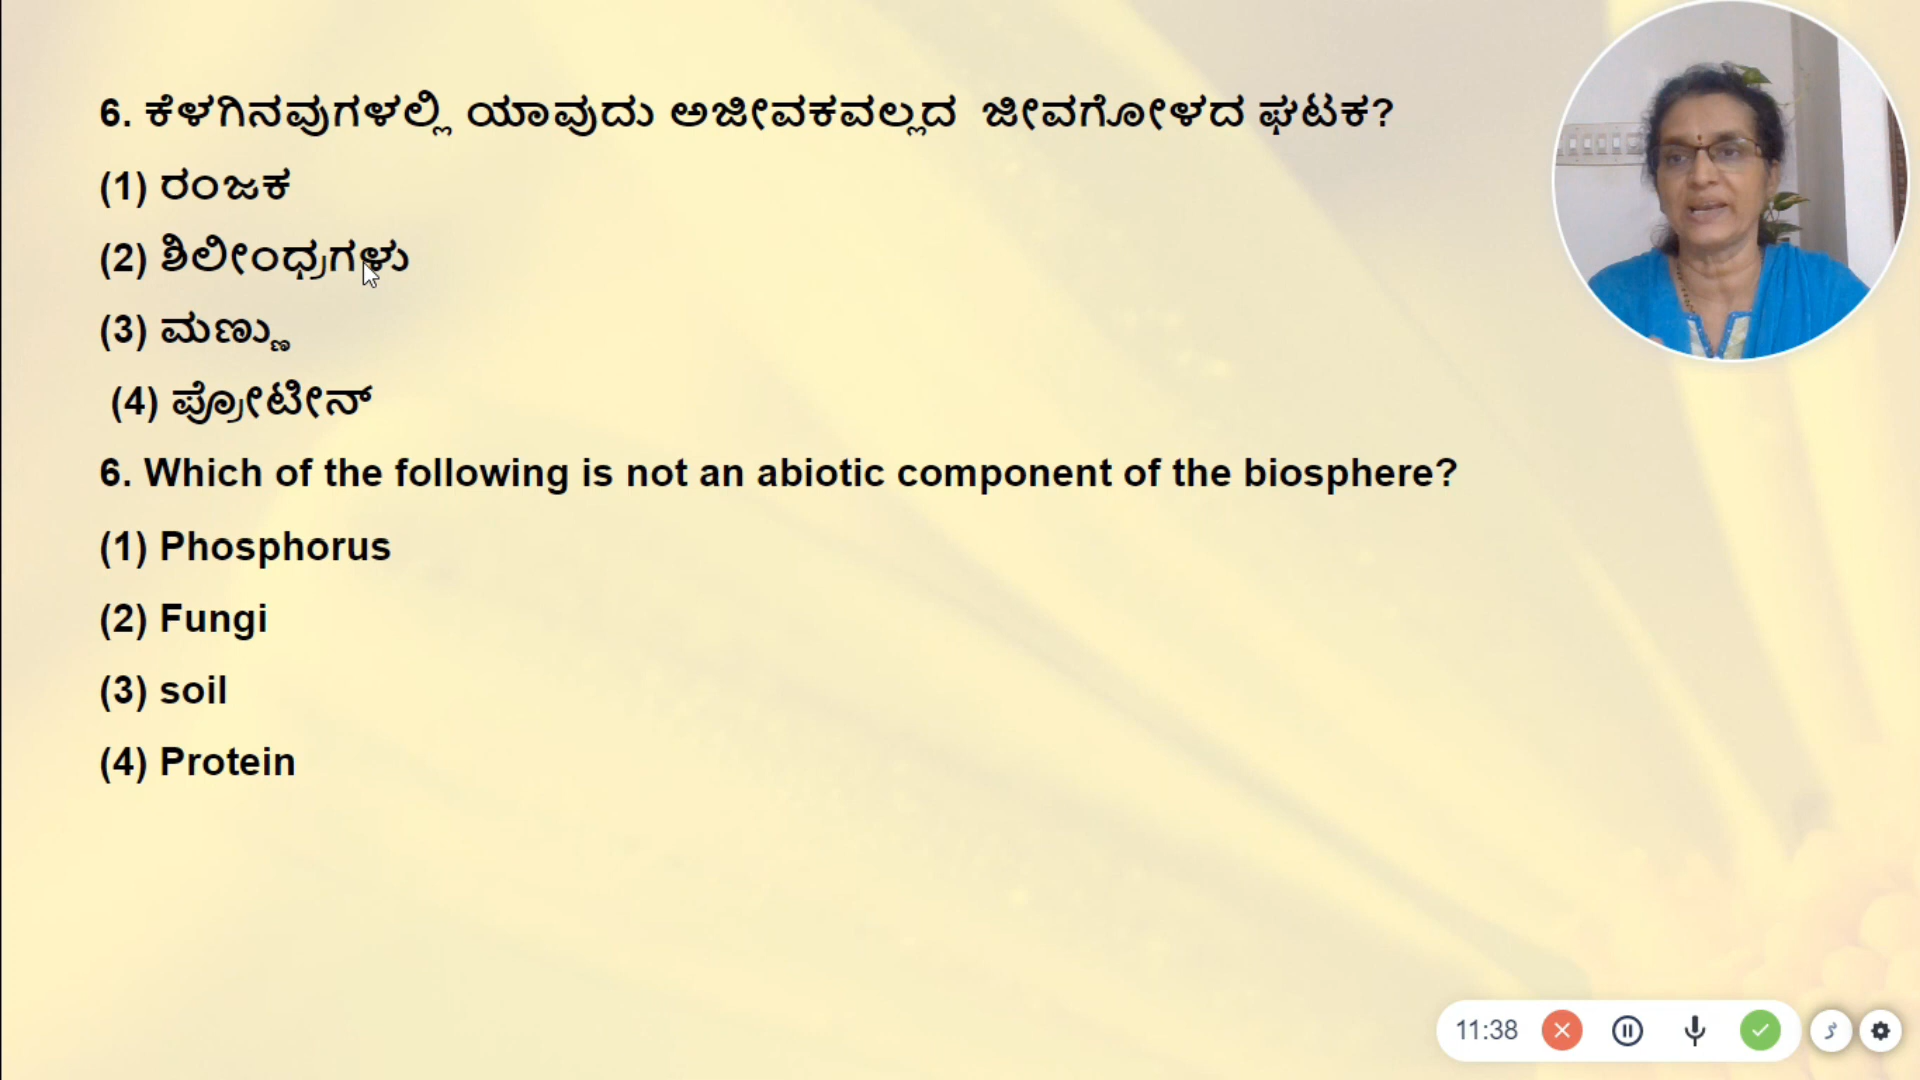 6. ಕೆಳಗಿನವುಗಳಲ್ಲಿ ಯಾವುದು ಅಜೀವಕವಲ್ಲದ ಜೀವಗೋಳದ ಘಟಕ?
(1) ರಂಜಕ
(2) ಶಿಲೀಂಧ್ರಗಳು
(3) ಮಣ್ಣು
(4) ಪ್ರೋಟೀನ್
6. Which of the following is not an abiotic component of the biosphere?
(1) Phosphorus
(2) Fungi
(3) soil
(4) Protein
11:38